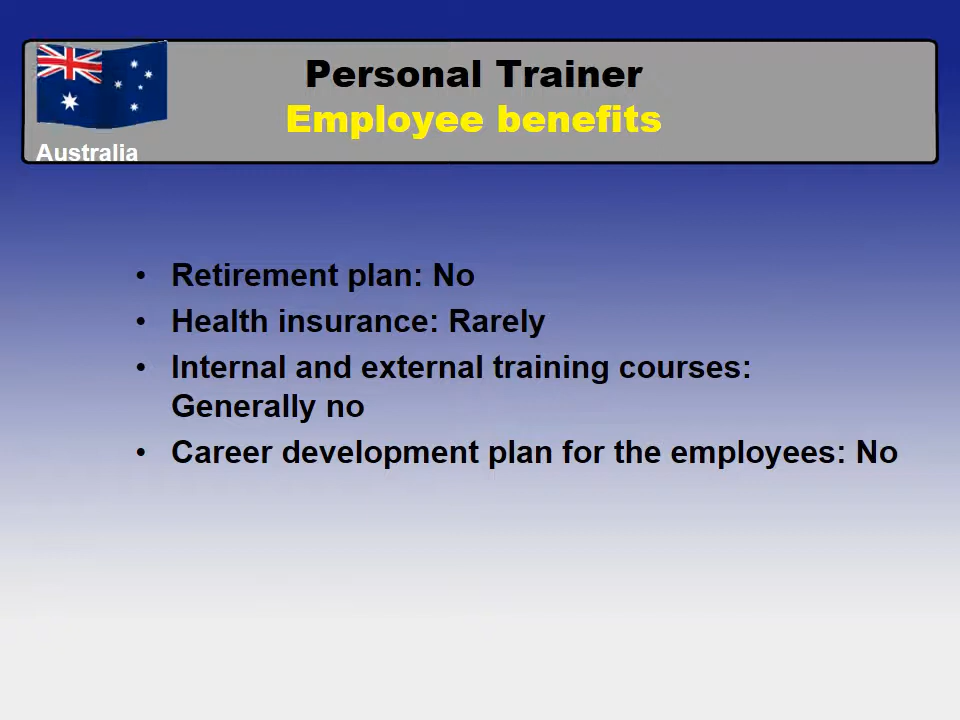 Personal Trainer
Employee benefits
Australia
• Retirement plan: No
• Health insurance: Rarely
• Internal and external training courses:
Generally no
• Career development plan for the employees: No